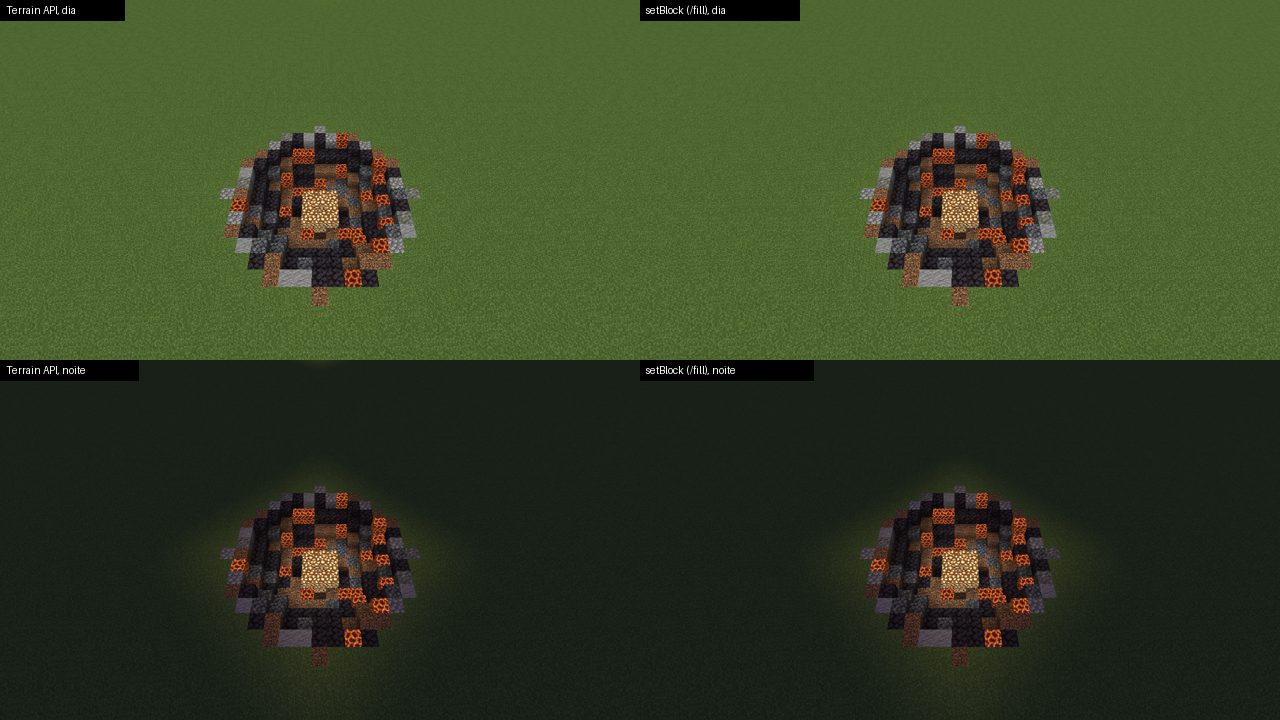 Terrain API, dia
setBlock (/fill), dia
Terrain API, noite
setBlock (/fill), noite